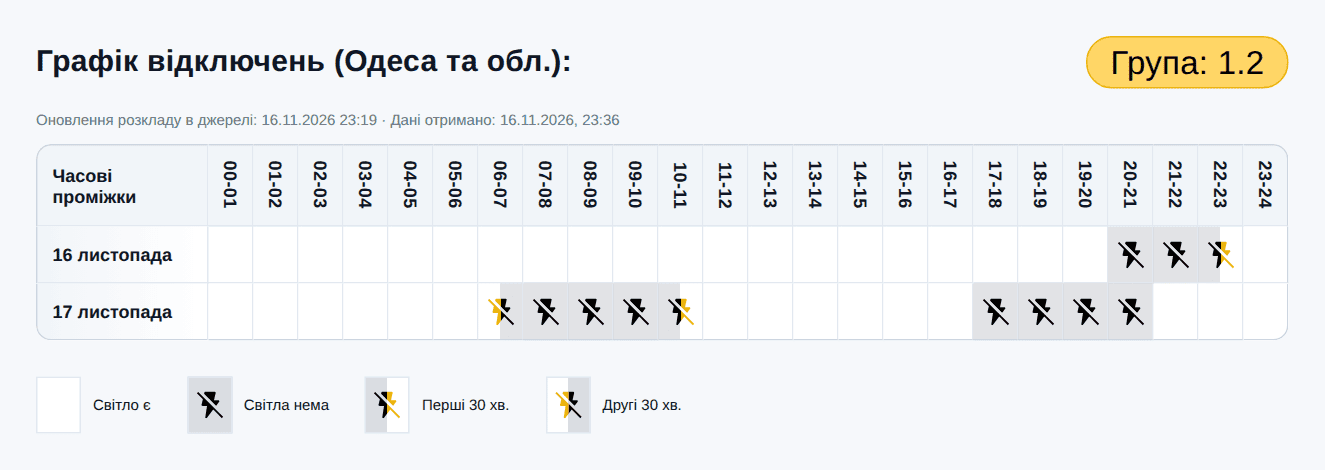 Графік відключень (Одеса та обл.):
Група: 1.2
Оновлення розкладу в джерелі: 16.11.2026 23:19 · Дані отримано: 16.11.2026, 23:36
Часові
проміжки
00-01
01-02
02-03
03-04
04-05
05-06
06-07
07-08
08-09
09-10
10-11
11-12
12-13
13-14
14-15
15-16
16-17
17-18
18-19
19-20
20-21
21-22
22-23
23-24
16 листопада
17 листопада
Світло є
Світла нема
Перші 30 хв.
Другі 30 хв.